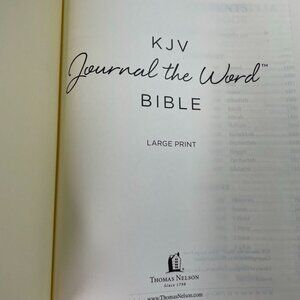 KJV
Journal the Word™
BIBLE
LARGE PRINT
THOMAS NELSON
SINCE 1798
www.ThomasNelson.com